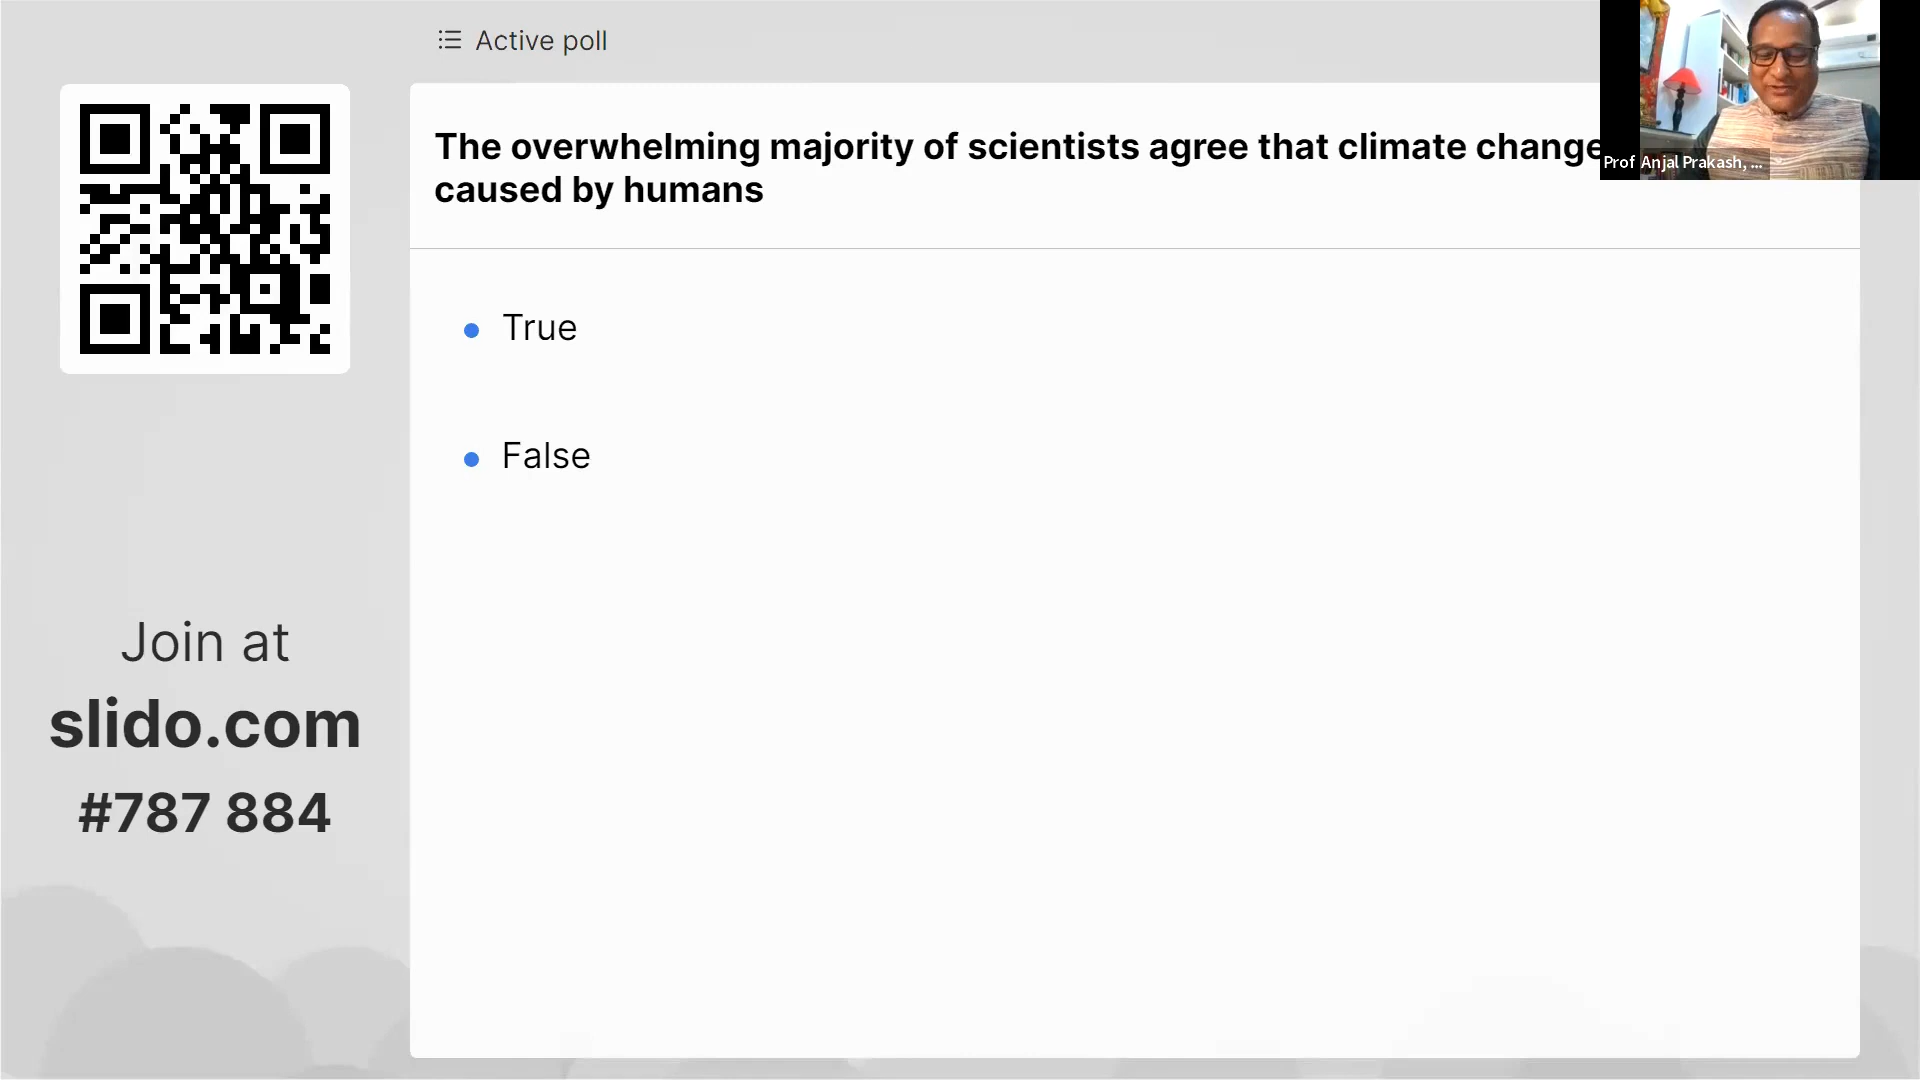 Active poll
The overwhelming majority of scientists agree that climate change
caused by humans
Prof Anjal Prakash, ...
True
False
Join at
slido.com
#787 884